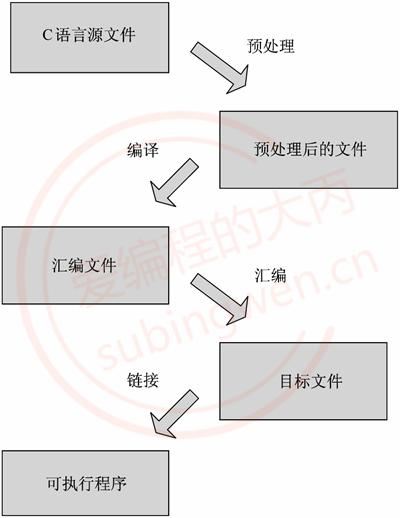 C语言源文件
预处理
预处理后的文件
编译
汇编文件
汇编
目标文件
链接
可执行程序
爱编程的大丙
subingwen.cn